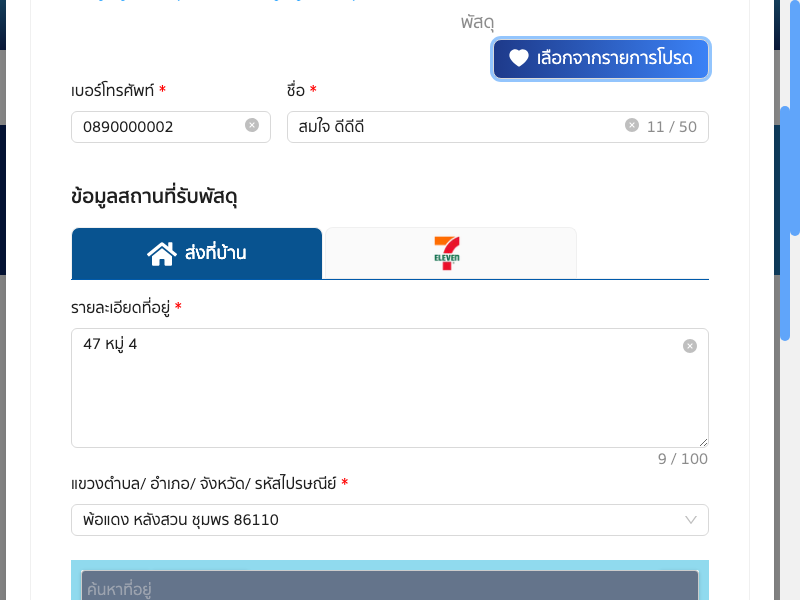 พัสดุ
เลือกจากรายการโปรด
เบอร์โทรศัพท์ *
ชื่อ *
0890000002
สมใจ ดีดีดี
11 / 50
ข้อมูลสถานที่รับพัสดุ
ส่งที่บ้าน
7 ELEVEN
รายละเอียดที่อยู่ *
47 หมู่ 4
9 / 100
แขวงตำบล/ อำเภอ/ จังหวัด/ รหัสไปรษณีย์ *
พ้อแดง หลังสวน ชุมพร 86110
ค้นหาที่อยู่